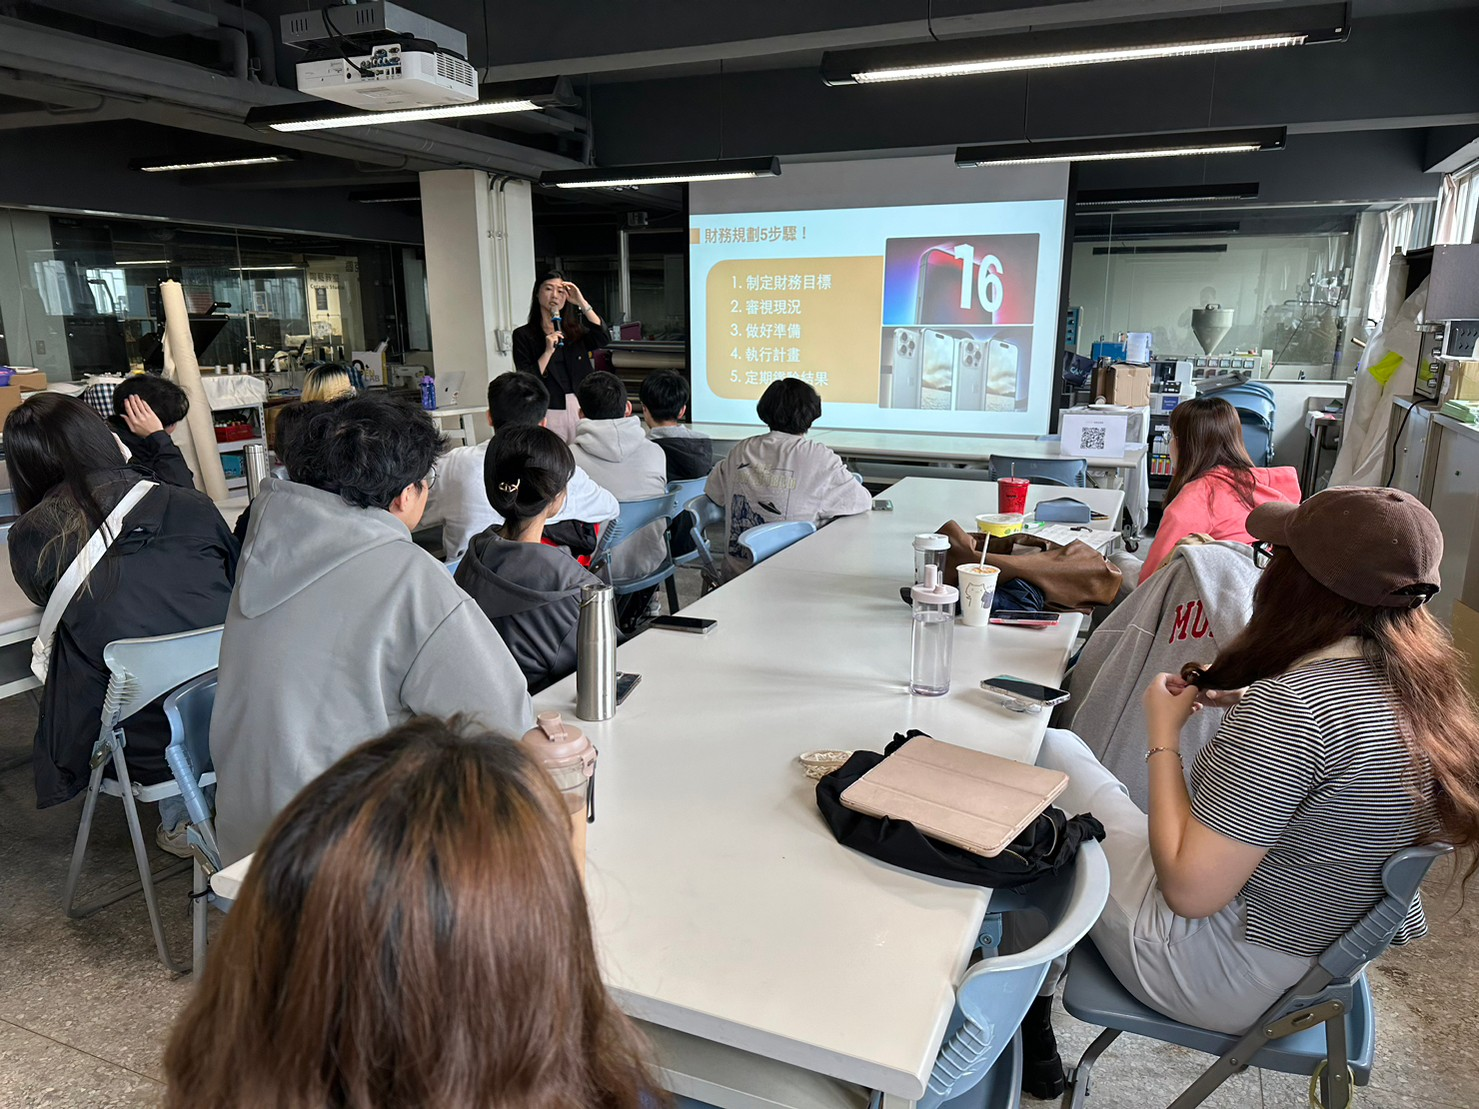 財務規劃5步驟！
1. 制定財務目標
2. 審視現況
3. 做好準備
4. 執行計畫
5. 定期
結果
16